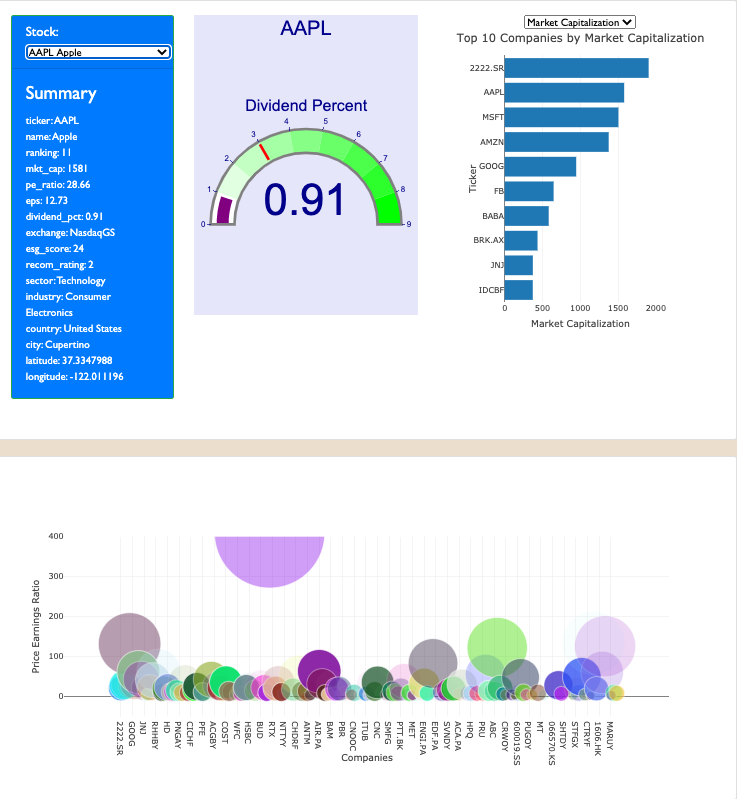 Stock:
AAPL Apple
Summary
ticker: AAPL
name: Apple
ranking: 11
mkt_cap: 1581
pe_ratio: 28.66
eps: 12.73
dividend_pct: 0.91
exchange: NasdaqGS
esg_score: 24
recom_rating: 2
sector: Technology
industry: Consumer
Electronics
country: United States
city: Cupertino
latitude: 37.3347988
longitude: -122.011196
AAPL
Dividend Percent
0
1
2
3
4
5
6
7
8
9
0.91
Market Capitalization
Top 10 Companies by Market Capitalization
Ticker
2222.SR
AAPL
MSFT
AMZN
GOOG
FB
BABA
BRK.AX
JNJ
IDCBF
0 500 1000 1500 2000
Market Capitalization
Price Earnings Ratio
400
300
200
100
0
2222.SR
GOOG
JNJ
RHHBY
HD
PNGAY
CICHF
PFE
ACGBY
COST
WFC
HSBC
BUD
RTX
NTTYY
CHDRF
ANTM
AIR.PA
BAM
PBR
CNOOC
ITUB
CNC
SMFG
PTT.BK
MET
ENGI.PA
EDF.PA
SVNDY
ACA.PA
HPQ
PRU
ABC
CRWOY
000019.SS
PUGOY
MT
066570.KS
SHTDY
STFGX
TTRYF
1606.HK
MARUY
Companies